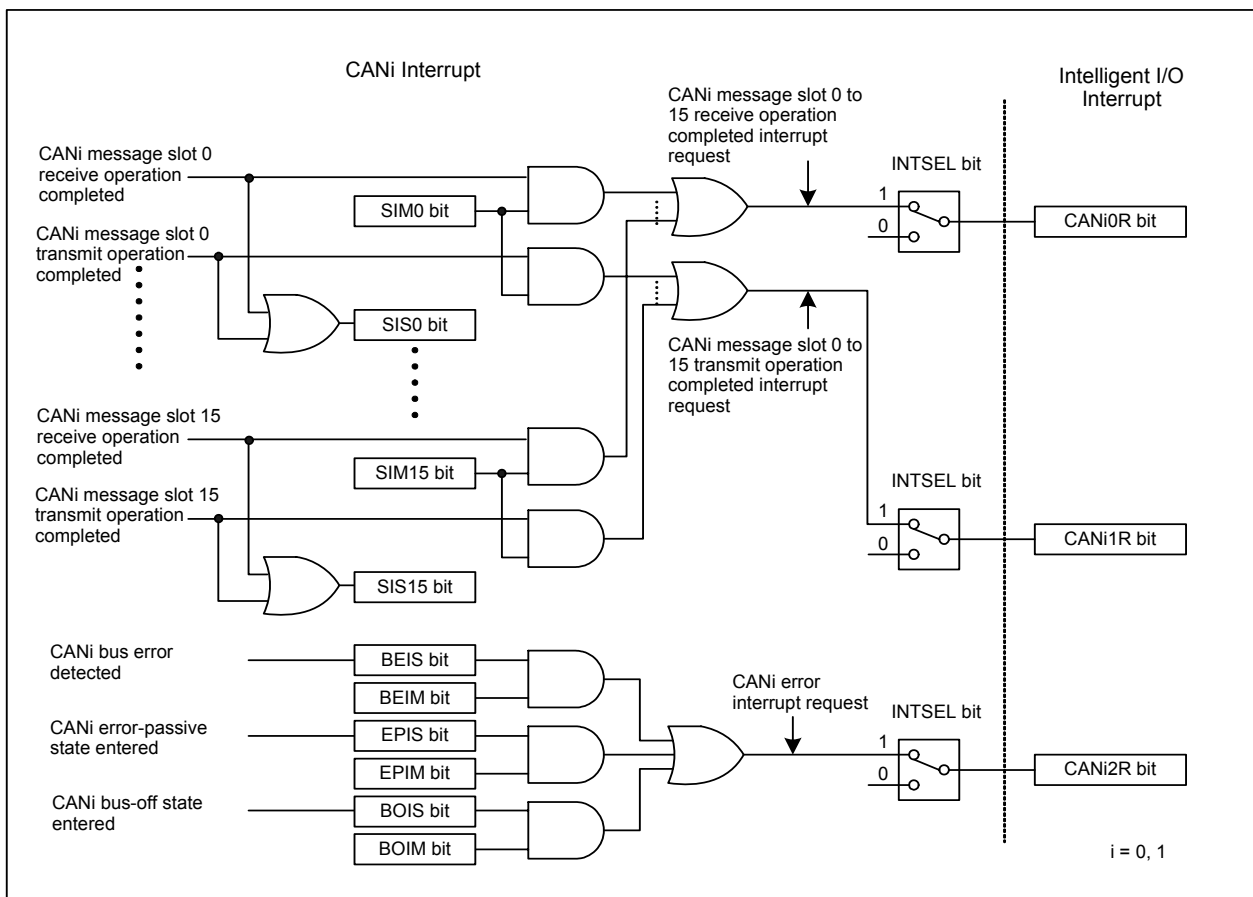 CANi Interrupt
Intelligent I/O
Interrupt
CANi message slot 0 to
15 receive operation
completed interrupt
request
CANi message slot 0
receive operation
completed
INTSEL bit
SIM0 bit
1
0
CANi0R bit
CANi message slot 0
transmit operation
completed
SIS0 bit
CANi message slot 0 to
15 transmit operation
completed interrupt
request
CANi message slot 15
receive operation
completed
SIM15 bit
INTSEL bit
CANi message slot 15
transmit operation
completed
1
0
CANi1R bit
SIS15 bit
CANi bus error
detected
BEIS bit
BEIM bit
CANi error
interrupt request
INTSEL bit
CANi error-passive
state entered
EPIS bit
EPIM bit
1
0
CANi2R bit
CANi bus-off state
entered
BOIS bit
BOIM bit
i = 0, 1